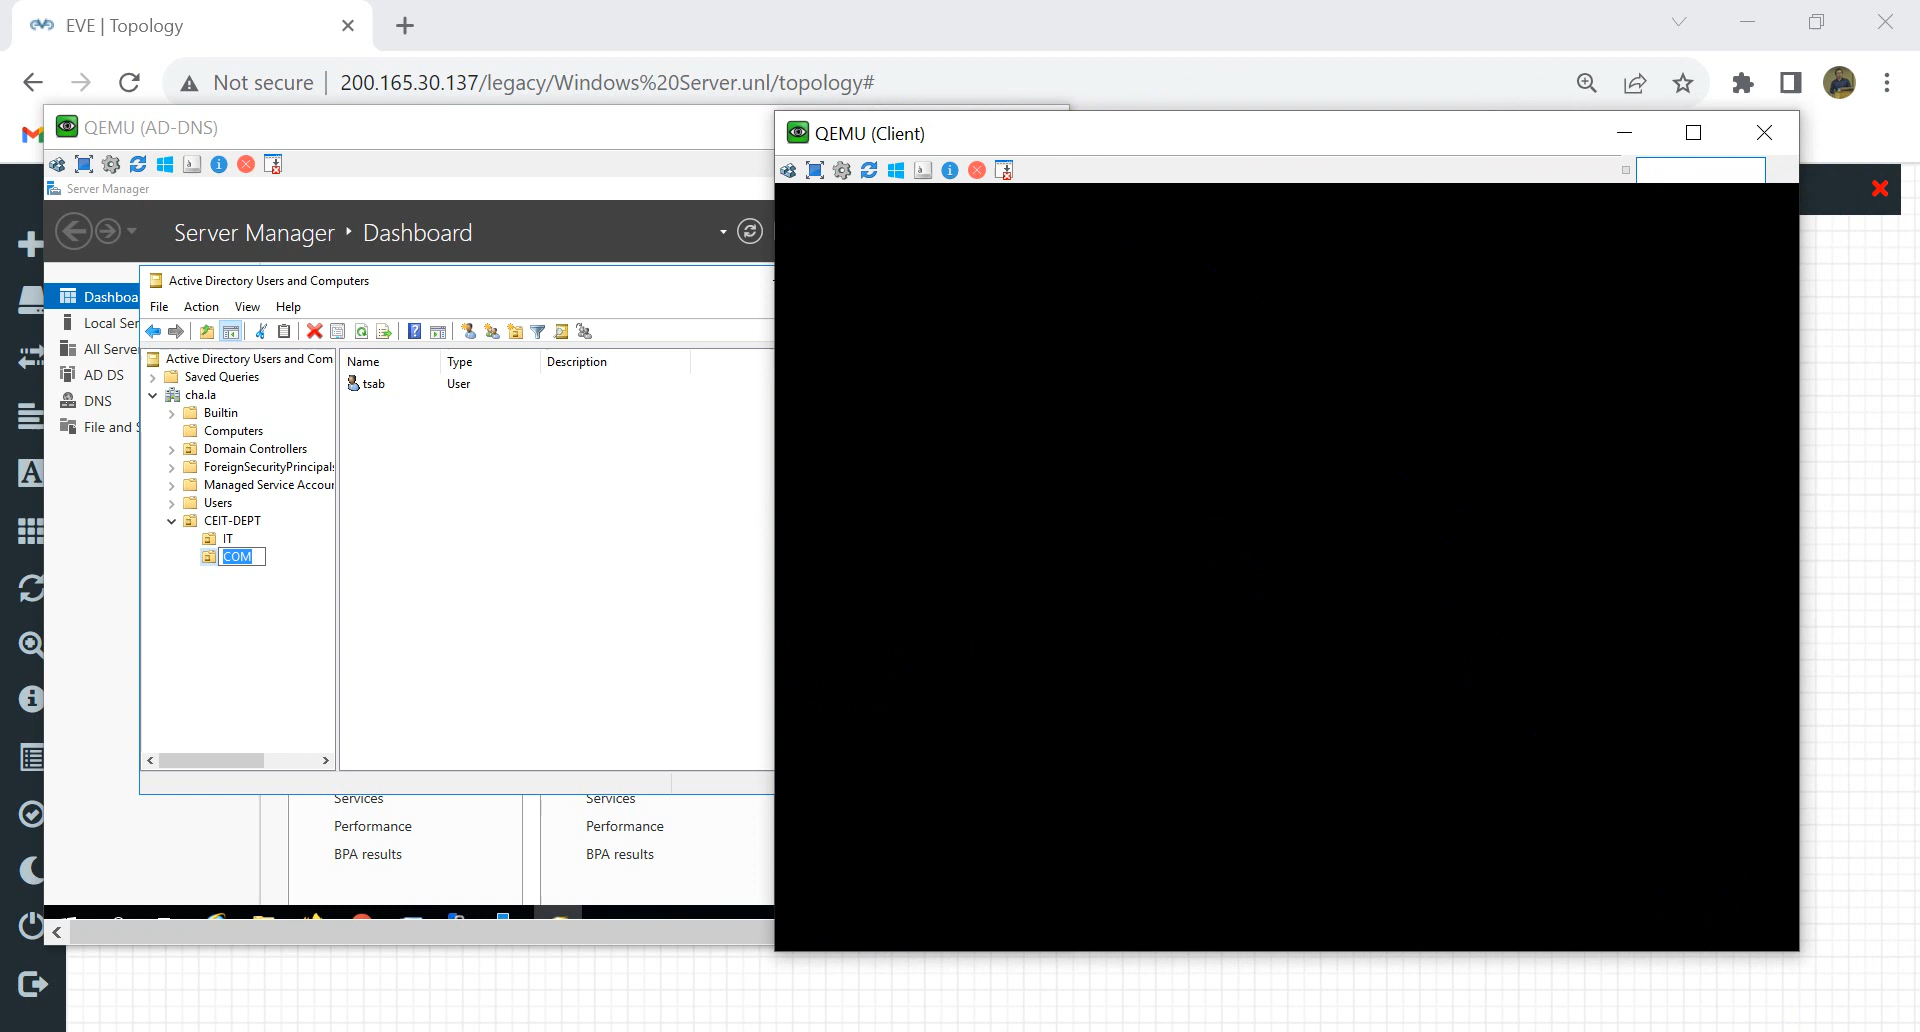 EVE | Topology
Not secure | 200.165.30.137/legacy/Windows%20Server.unl/topology#
QEMU (AD-DNS)
Server Manager
Server Manager Dashboard
Dashboa
Local Ser
All Serve
AD DS
DNS
File and S
Active Directory Users and Computers
File Action View Help
Active Directory Users and Com
Saved Queries
cha.la
Builtin
Computers
Domain Controllers
ForeignSecurityPrincipals
Managed Service Accour
Users
CEIT-DEPT
IT
COM
Name Type Description
tsab User
Services
Performance
BPA results
Services
Performance
BPA results
QEMU (Client)